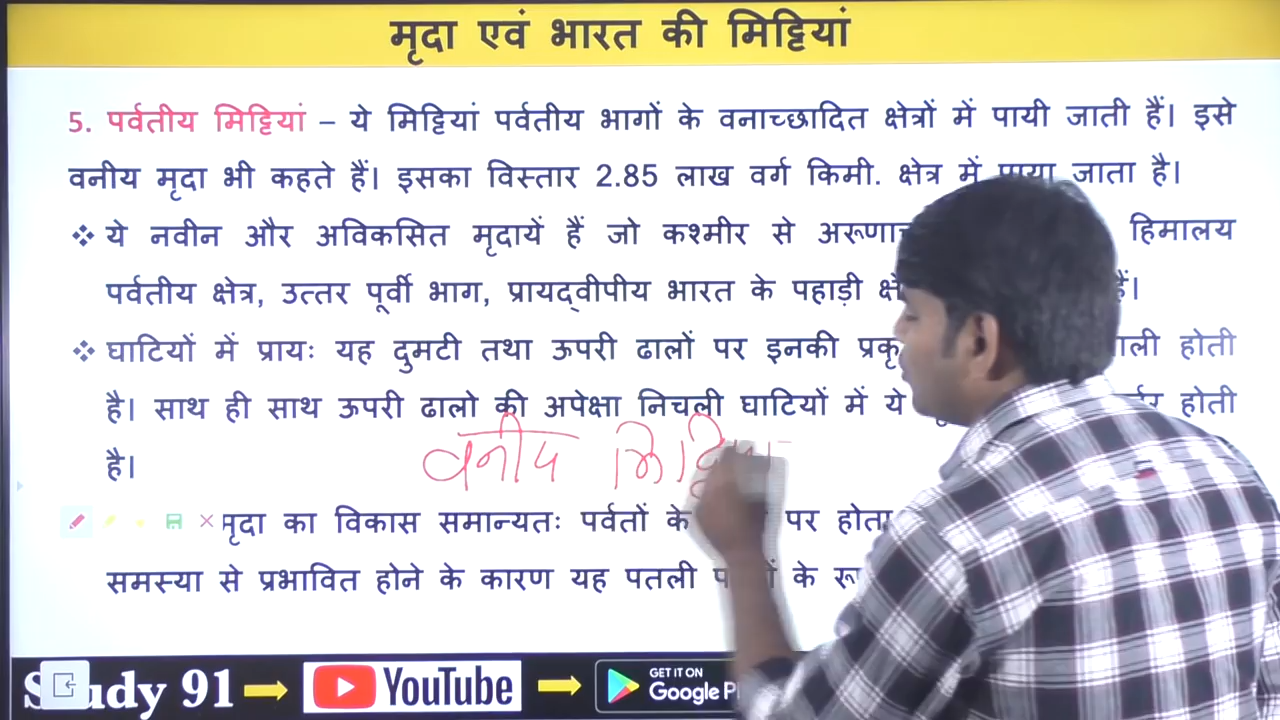 मृदा एवं भारत की मिट्टियां
5. पर्वतीय मिट्टियां – ये मिट्टियां पर्वतीय भागों के वनाच्छादित क्षेत्रों में पायी जाती हैं। इसे
वनीय मृदा भी कहते हैं। इसका विस्तार 2.85 लाख वर्ग किमी. क्षेत्र में पाया जाता है।
❖ ये नवीन और अविकसित मृदायें हैं जो कश्मीर से हिमालय
पर्वतीय क्षेत्र, उत्तर पूर्वी भाग, प्रायद्वीपीय भारत के पहाड़ी हैं।
❖ घाटियों में प्रायः यह दुमटी तथा ऊपरी ढालों पर इनकी होती
है। साथ ही साथ ऊपरी ढालो की अपेक्षा निचली घाटियों में ये होती
है।
वनीय
मृदा का विकास समान्यतः पर्वतों के पर होता
समस्या से प्रभावित होने के कारण यह पतली के
Study 91 YouTube GET IT ON
Google